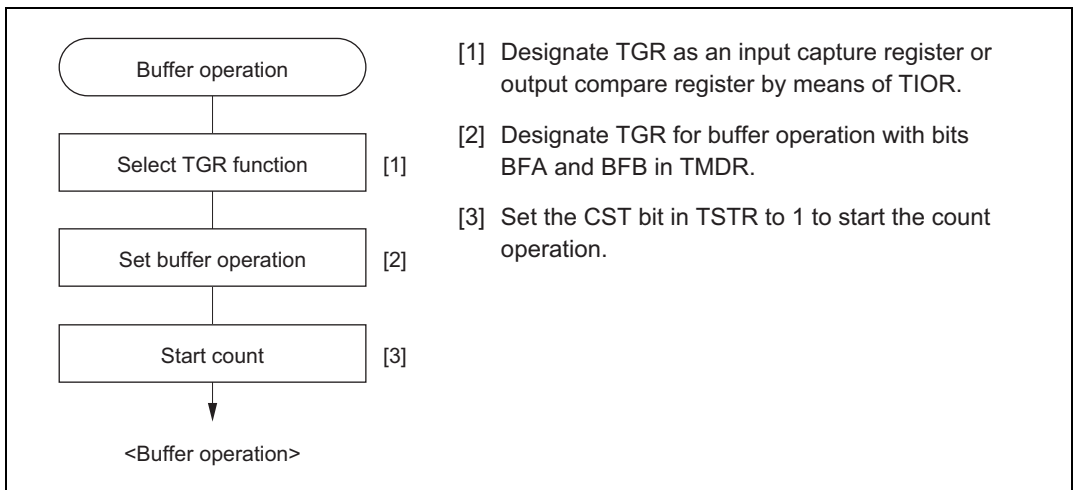 Buffer operation
Select TGR function
[1]
Set buffer operation
[2]
Start count
[3]
<Buffer operation>
[1] Designate TGR as an input capture register or
output compare register by means of TIOR.
[2] Designate TGR for buffer operation with bits
BFA and BFB in TMDR.
[3] Set the CST bit in TSTR to 1 to start the count
operation.